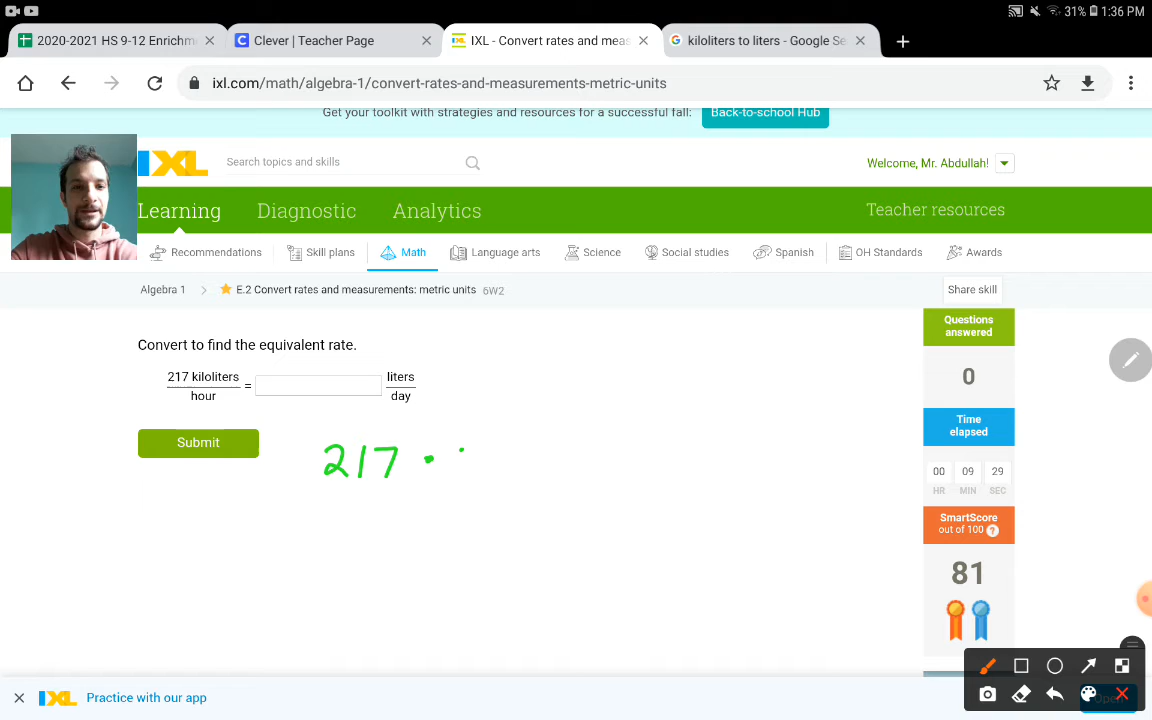 31% 1:36 PM
2020-2021 HS 9-12 Enrichm
Clever | Teacher Page
IXL - Convert rates and meas
kiloliters to liters - Google Se
ixl.com/math/algebra-1/convert-rates-and-measurements-metric-units
Get your toolkit with strategies and resources for a successful fall: Back-to-school Hub
IXL Search topics and skills Welcome, Mr. Abdullah!
Learning Diagnostic Analytics Teacher resources
Recommendations Skill plans Math Language arts Science Social studies Spanish OH Standards Awards
Algebra 1 > E.2 Convert rates and measurements: metric units 6W2 Share skill
Convert to find the equivalent rate.
217 kiloliters = liters
hour day
Submit
217 ·
Questions
answered
0
Time
elapsed
00 09 29
HR MIN SEC
SmartScore
out of 100 ?
81
IXL Practice with our app